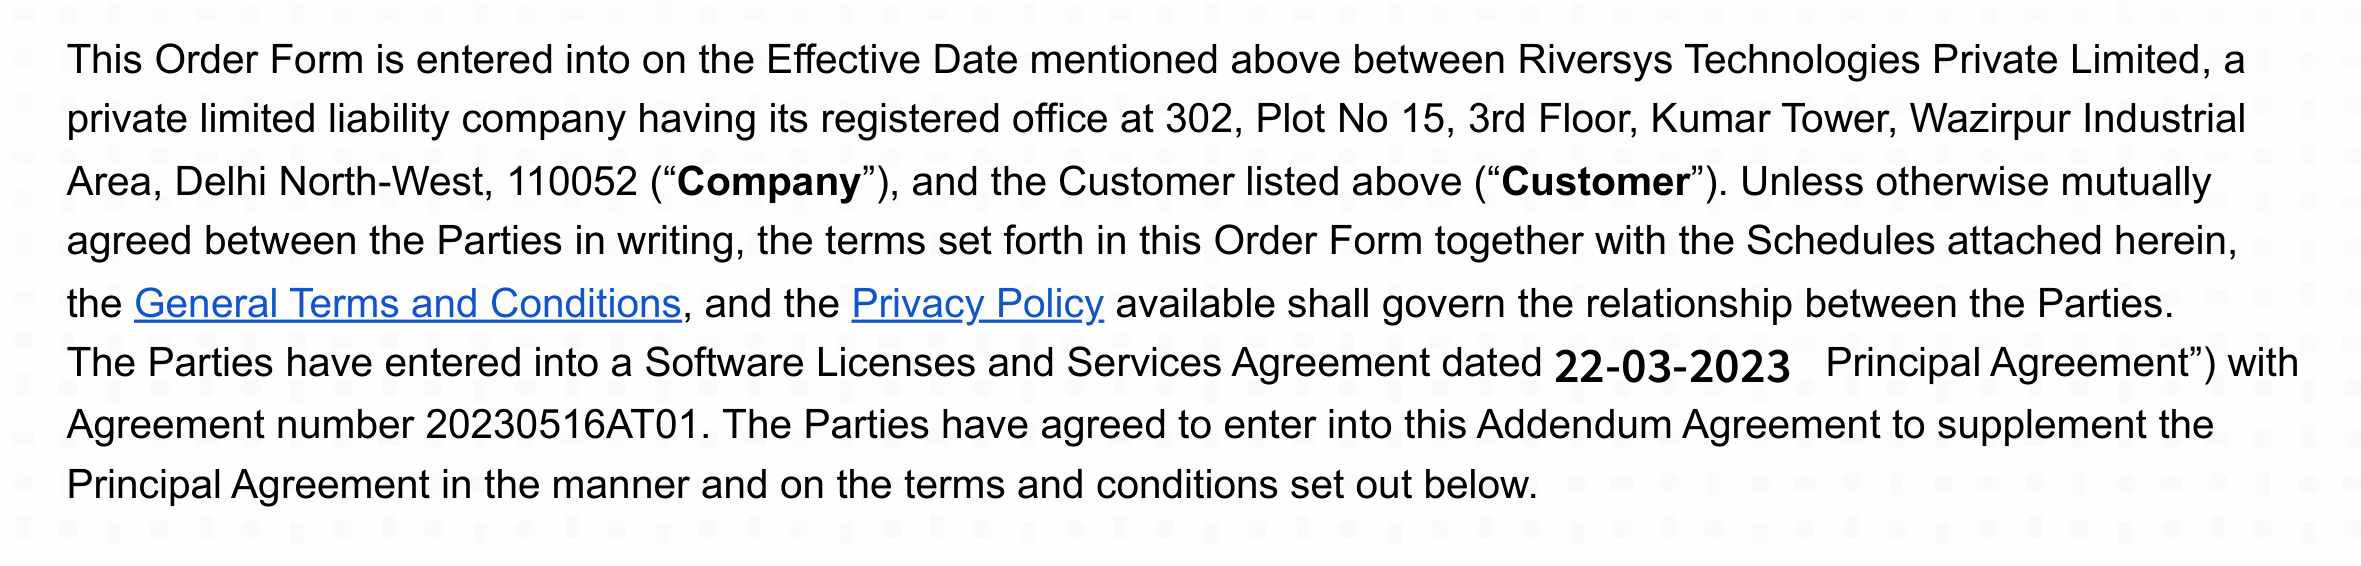 This Order Form is entered into on the Effective Date mentioned above between Riversys Technologies Private Limited, a
private limited liability company having its registered office at 302, Plot No 15, 3rd Floor, Kumar Tower, Wazirpur Industrial
Area, Delhi North-West, 110052 (“Company”), and the Customer listed above (“Customer”). Unless otherwise mutually
agreed between the Parties in writing, the terms set forth in this Order Form together with the Schedules attached herein,
the General Terms and Conditions, and the Privacy Policy available shall govern the relationship between the Parties.
The Parties have entered into a Software Licenses and Services Agreement dated 22-03-2023 Principal Agreement”) with
Agreement number 20230516AT01. The Parties have agreed to enter into this Addendum Agreement to supplement the
Principal Agreement in the manner and on the terms and conditions set out below.